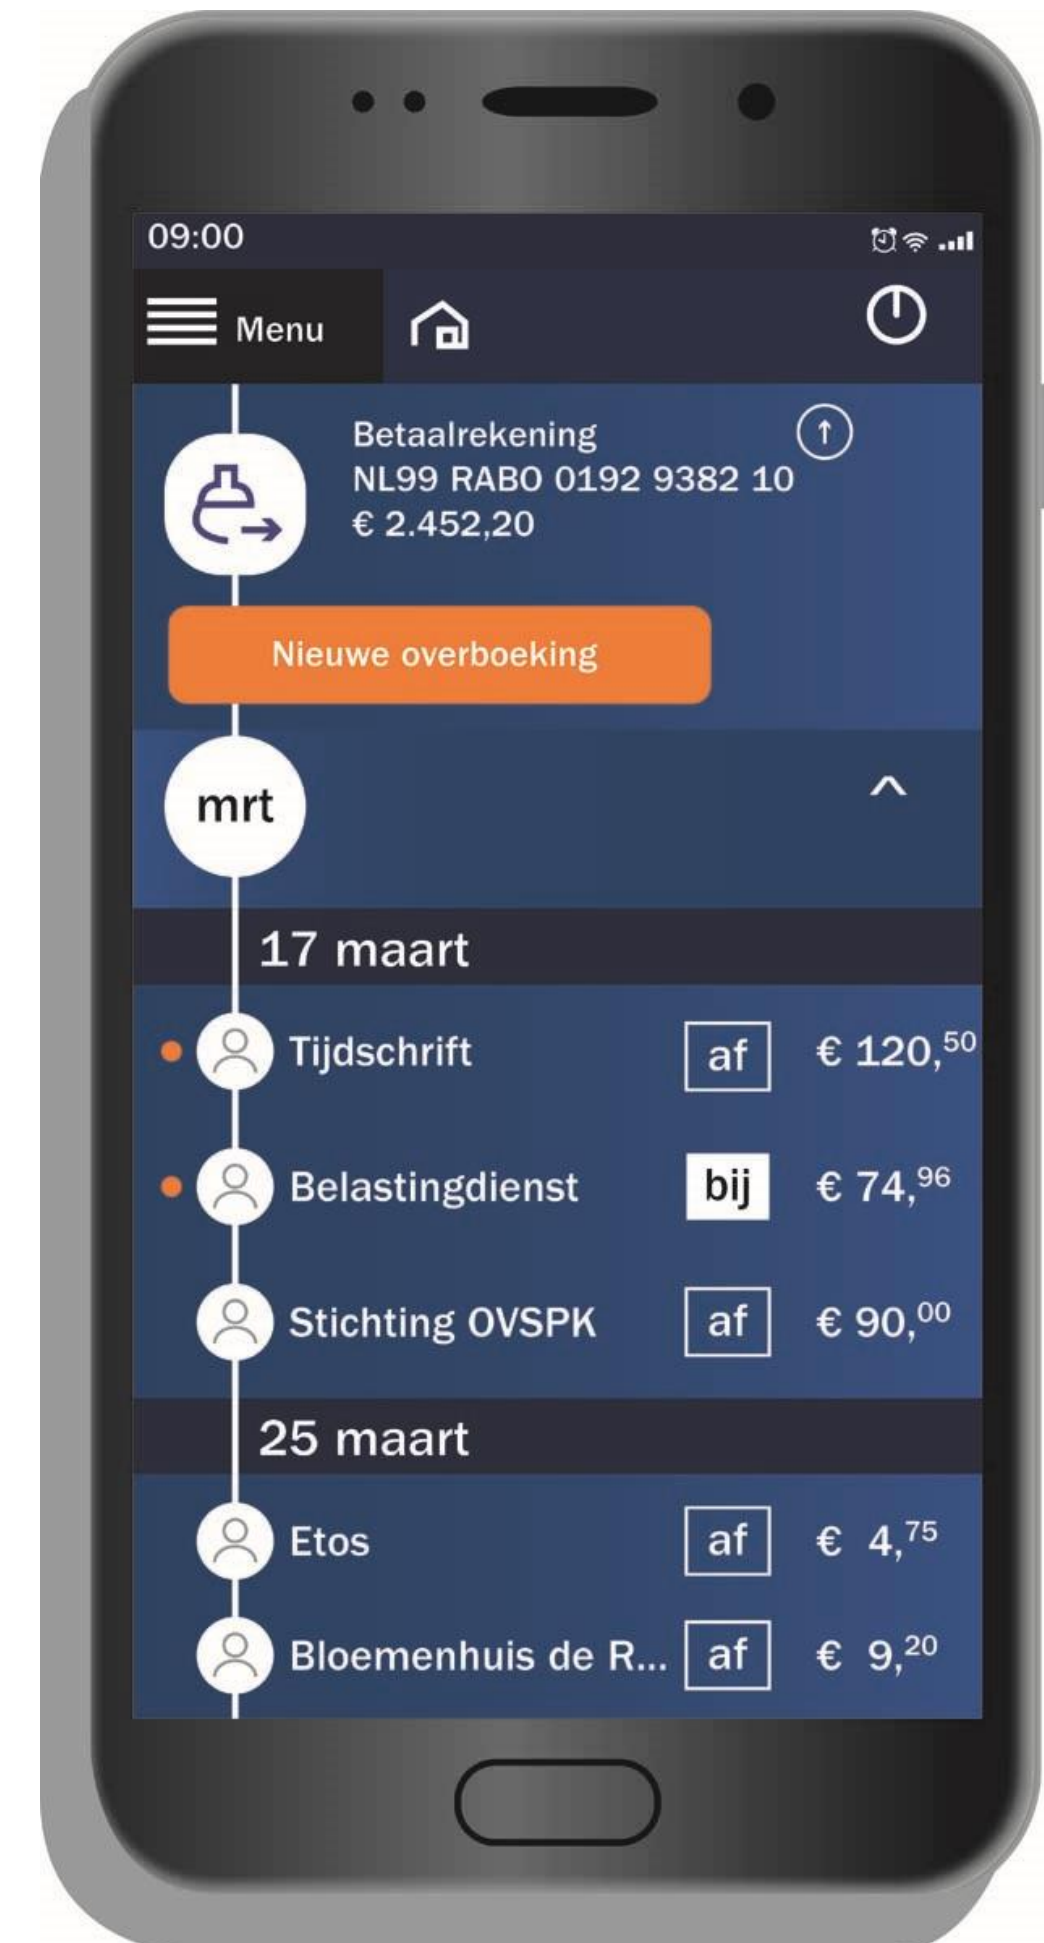 09:00
Menu
Betaalrekening
NL99 RABO 0192 9382 10
€ 2.452,20
Nieuwe overboeking
mrt
17 maart
Tijdschrift af € 120,50
Belastingdienst bij € 74,96
Stichting OVSPK af € 90,00
25 maart
Etos af € 4,75
Bloemenhuis de R... af € 9,20